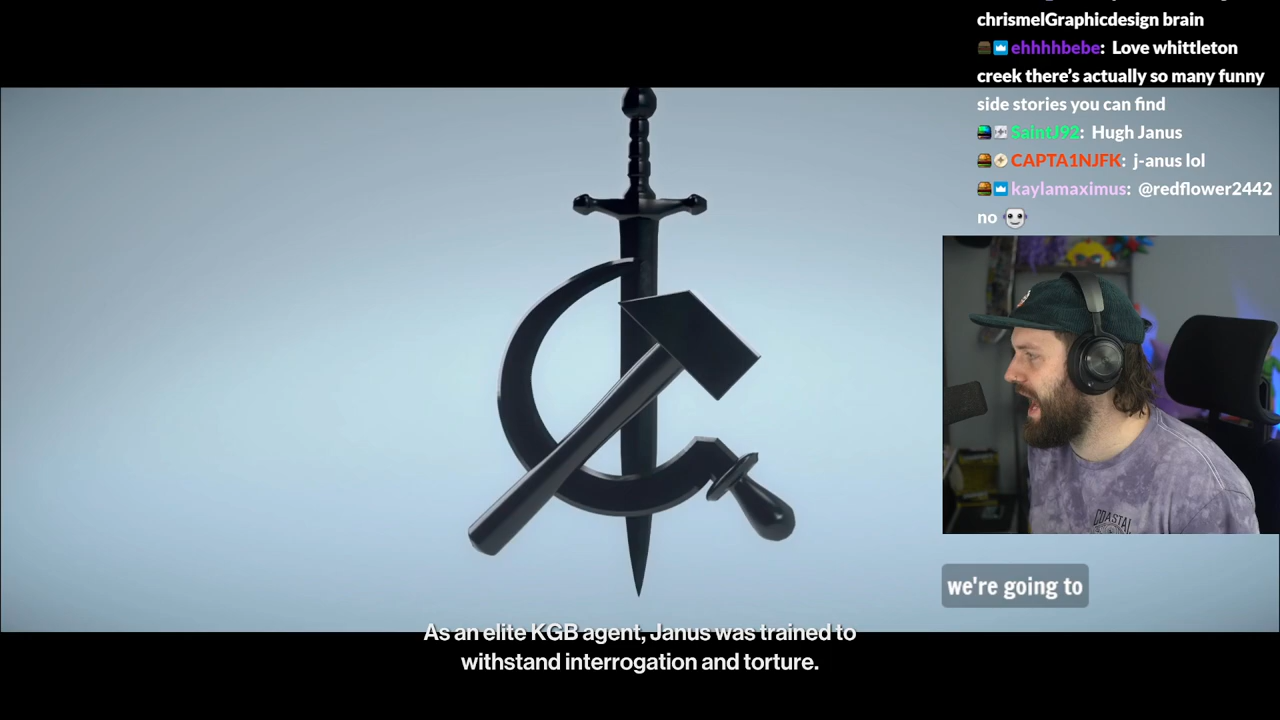 chrismelGraphicdesign brain
ehhhhbebe: Love whittleton
creek there's actually so many funny
side stories you can find
SaintJ92: Hugh Janus
CAPTA1NJFK: j-anus lol
kaylamaximus: @redflower2442
no
COASTAL
we're going to
As an elite KGB agent, Janus was trained to
withstand interrogation and torture.